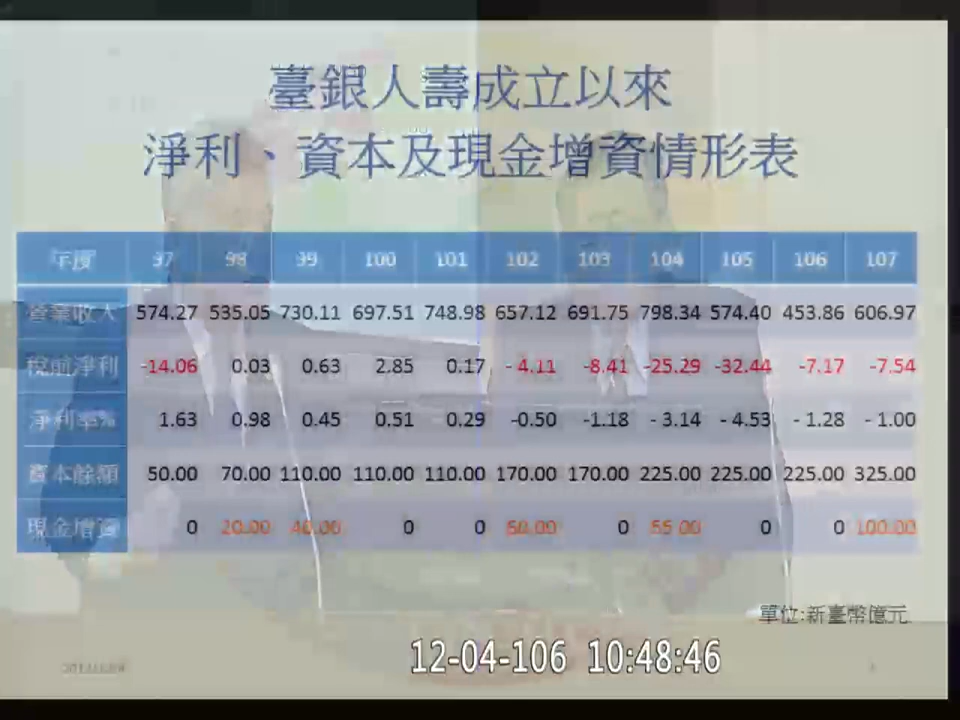 臺銀人壽成立以來
淨利、資本及現金增資情形表
年度 97 98 99 100 101 102 103 104 105 106 107
營業收入 574.27 535.05 730.11 697.51 748.98 657.12 691.75 798.34 574.40 453.86 606.97
稅前淨利 -14.06 0.03 0.63 2.85 0.17 - 4.11 -8.41 -25.29 -32.44 -7.17 -7.54
淨利率% 1.63 0.98 0.45 0.51 0.29 -0.50 -1.18 - 3.14 - 4.53 - 1.28 - 1.00
資本餘額 50.00 70.00 110.00 110.00 110.00 170.00 170.00 225.00 225.00 225.00 325.00
現金增資 0 20.00 40.00 0 0 60.00 0 55.00 0 0 100.00
單位:新臺幣億元
12-04-106 10:48:46